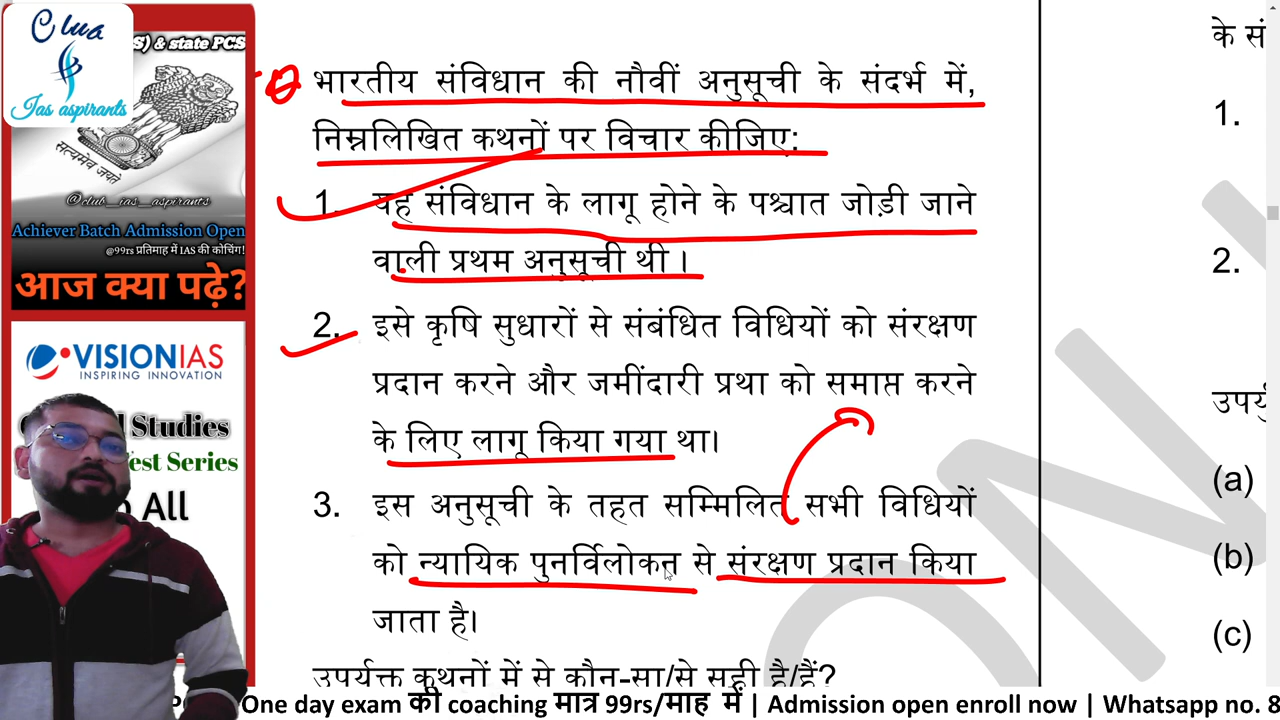 Clua
Jas aspirants
S) & state PCS
सत्यमेव जयते
@club_ias_aspirants
Achiever Batch Admission Open
@99rs प्रतिमाह में IAS की कोचिंग!
आज क्या पढ़े?
VISIONIAS
INSPIRING INNOVATION
Studies
Test Series
All
भारतीय संविधान की नौवीं अनुसूची के संदर्भ में,
निम्नलिखित कथनों पर विचार कीजिए:
1. यह संविधान के लागू होने के पश्चात जोड़ी जाने
वाली प्रथम अनुसूची थी ।
2. इसे कृषि सुधारों से संबंधित विधियों को संरक्षण
प्रदान करने और जमींदारी प्रथा को समाप्त करने
के लिए लागू किया गया था।
3. इस अनुसूची के तहत सम्मिलित सभी विधियों
को न्यायिक पुनर्विलोकन से संरक्षण प्रदान किया
जाता है।
उपर्युक्त कथनों में से कौन-सा/से सही है/हैं?
के सं
1.
2.
उपर्यु
(a)
(b)
(c)
One day exam की coaching मात्र 99rs/माह में | Admission open enroll now | Whatsapp no. 8